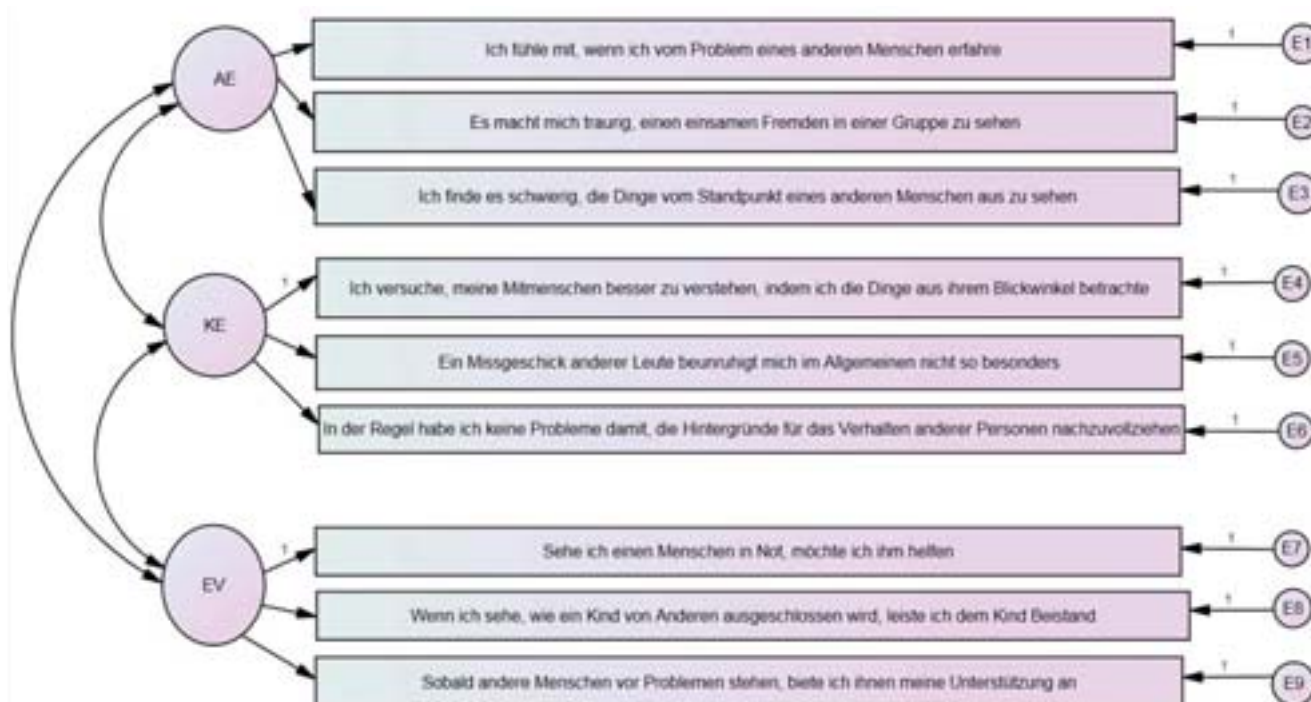 AE
Ich fühle mit, wenn ich vom Problem eines anderen Menschen erfahre
1
E1
Es macht mich traurig, einen einsamen Fremden in einer Gruppe zu sehen
1
E2
Ich finde es schwierig, die Dinge vom Standpunkt eines anderen Menschen aus zu sehen
1
E3
KE
1
Ich versuche, meine Mitmenschen besser zu verstehen, indem ich die Dinge aus ihrem Blickwinkel betrachte
1
E4
Ein Missgeschick anderer Leute beunruhigt mich im Allgemeinen nicht so besonders
1
E5
In der Regel habe ich keine Probleme damit, die Hintergründe für das Verhalten anderer Personen nachzuvollziehen
1
E6
EV
1
Sehe ich einen Menschen in Not, möchte ich ihm helfen
1
E7
Wenn ich sehe, wie ein Kind von Anderen ausgeschlossen wird, leiste ich dem Kind Beistand
1
E8
Sobald andere Menschen vor Problemen stehen, biete ich ihnen meine Unterstützung an
1
E9